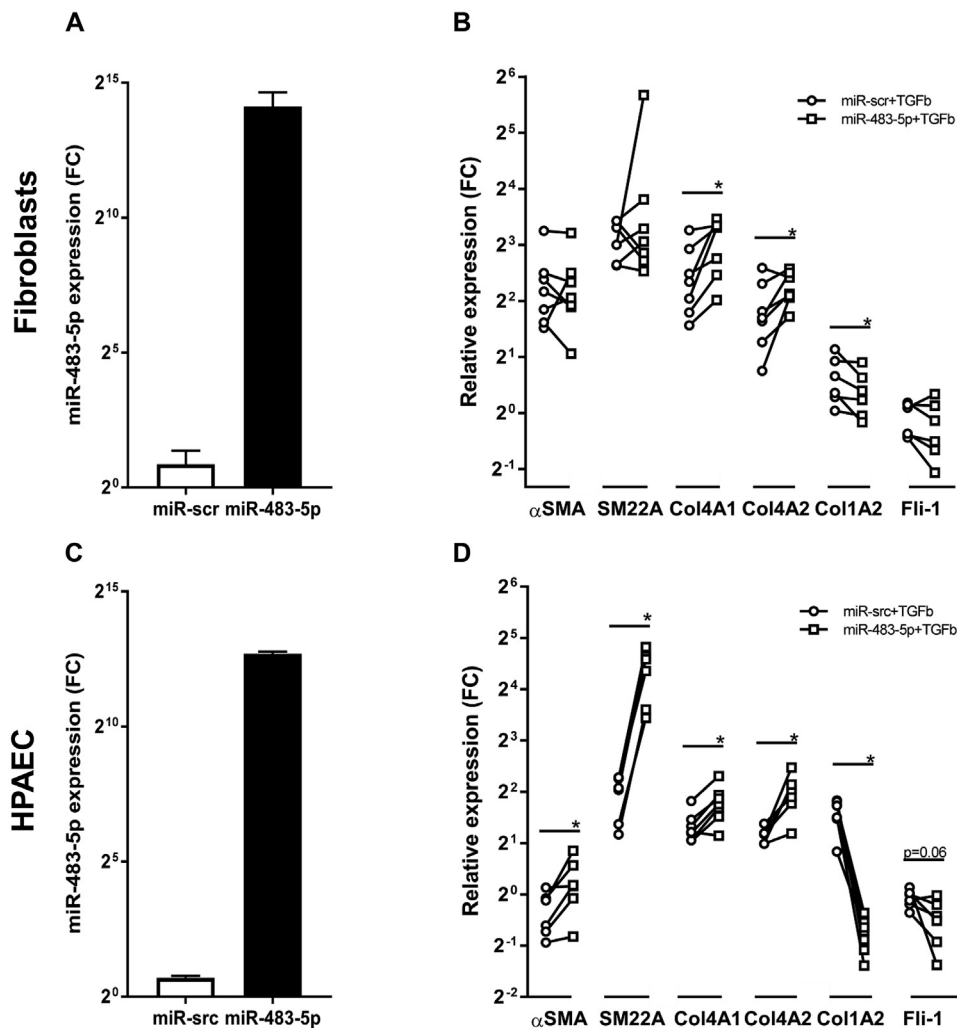 A
Fibroblasts
miR-483-5p expression (FC)
2^15
2^10
2^5
2^0
miR-scr miR-483-5p
B
Relative expression (FC)
2^6
2^5
2^4
2^3
2^2
2^1
2^0
2^-1
miR-scr+TGFb
miR-483-5p+TGFb
*
*
*
αSMA SM22A Col4A1 Col4A2 Col1A2 Fli-1
C
HPAEC
miR-483-5p expression (FC)
2^15
2^10
2^5
2^0
miR-src miR-483-5p
D
Relative expression (FC)
2^6
2^5
2^4
2^3
2^2
2^1
2^0
2^-1
2^-2
miR-src+TGFb
miR-483-5p+TGFb
*
*
*
*
*
p=0.06
αSMA SM22A Col4A1 Col4A2 Col1A2 Fli-1